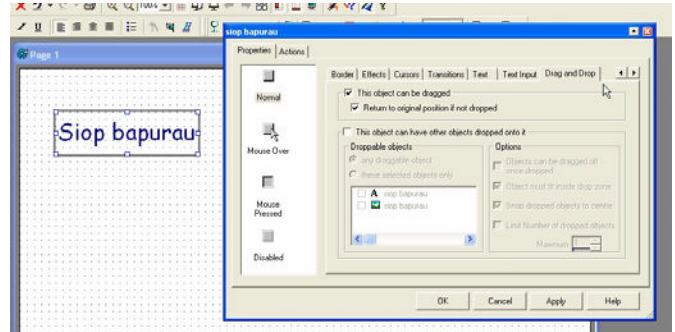 100%
siop bapurau
Page 1
Properties
Actions
Border
Effects
Cursors
Transitions
Text
Text Input
Drag and Drop
Normal
Mouse Over
Mouse
Pressed
Disabled
This object can be dragged
Return to original position if not dropped
This object can have other objects dropped onto it
Droppable objects
any droppable object
these selected objects only
A siop bapurau
siop bapurau
Options
Objects can be dragged off
once dropped
Object must fit inside drop zone
Snap dropped objects to centre
Limit Number of dropped objects
Maximum 1
Siop bapurau
OK
Cancel
Apply
Help